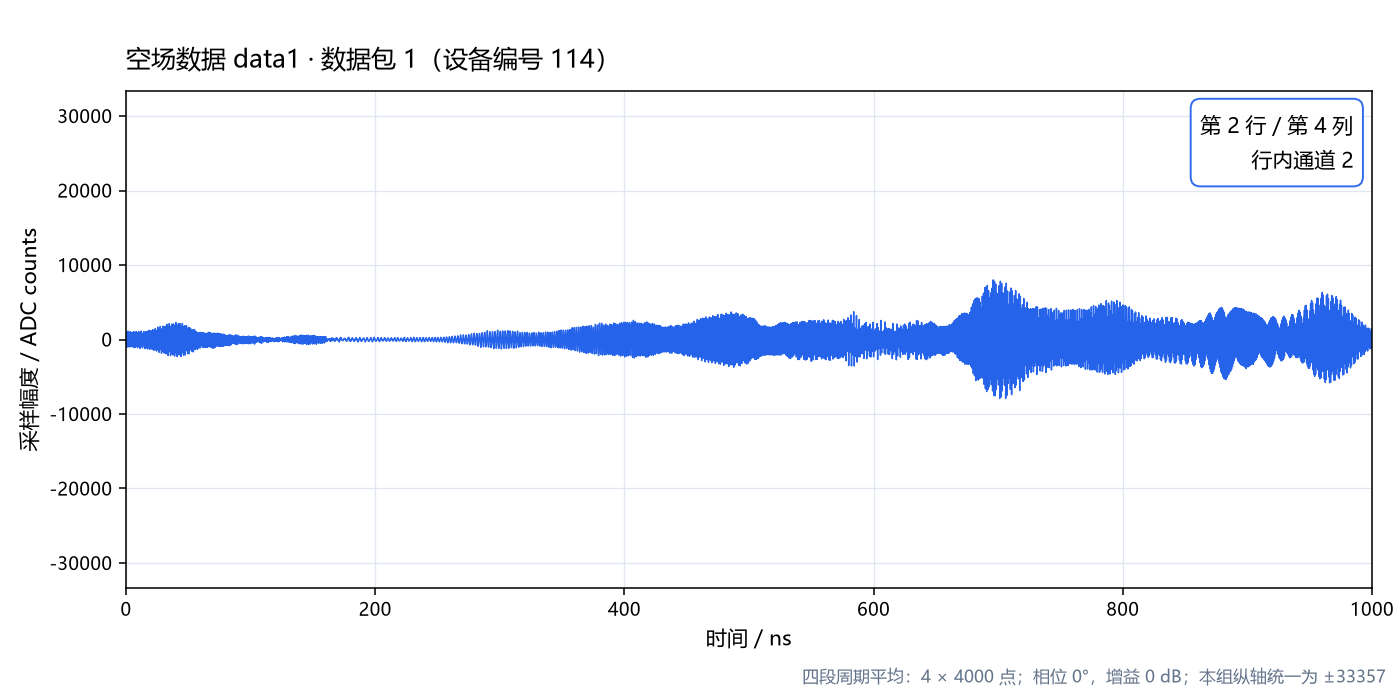 空场数据 data1 · 数据包 1（设备编号 114）
第 2 行 / 第 4 列
行内通道 2
采样幅度 / ADC counts
30000
20000
10000
0
-10000
-20000
-30000
0 200 400 600 800 1000
时间 / ns
四段周期平均：4 × 4000 点；相位 0°，增益 0 dB；本组纵轴统一为 ±33357